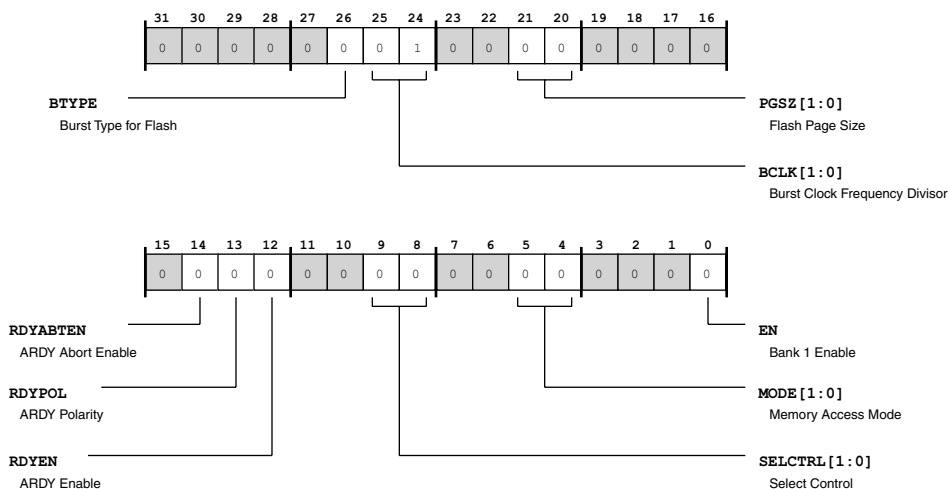 31 30 29 28 27 26 25 24 23 22 21 20 19 18 17 16
0 0 0 0 0 0 0 1 0 0 0 0 0 0 0 0
BTYPE
Burst Type for Flash
PGSZ[1:0]
Flash Page Size
BCLK[1:0]
Burst Clock Frequency Divisor
15 14 13 12 11 10 9 8 7 6 5 4 3 2 1 0
0 0 0 0 0 0 0 0 0 0 0 0 0 0 0 0
RDYABTEN
ARDY Abort Enable
EN
Bank 1 Enable
RDYPOL
ARDY Polarity
MODE[1:0]
Memory Access Mode
RDYEN
ARDY Enable
SELCTRL[1:0]
Select Control